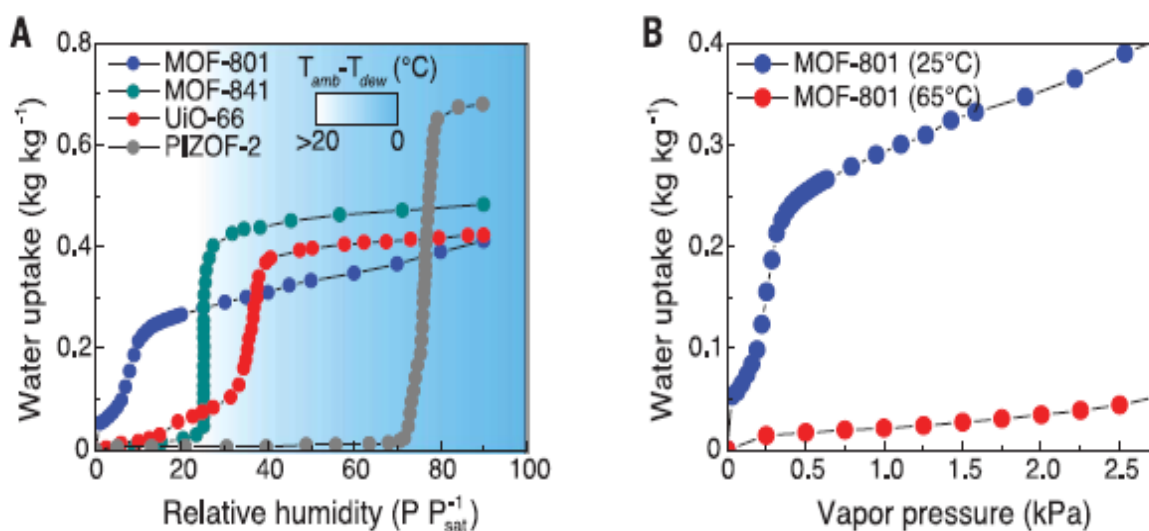 A
Water uptake (kg kg⁻¹)
0.8
0.6
0.4
0.2
0
MOF-801
MOF-841
UiO-66
PIZOF-2
T_amb-T_dew (°C)
>20 0
0 20 40 60 80 100
Relative humidity (P P_sat⁻¹)
B
Water uptake (kg kg⁻¹)
0.4
0.3
0.2
0.1
0
MOF-801 (25°C)
MOF-801 (65°C)
0 0.5 1.0 1.5 2.0 2.5
Vapor pressure (kPa)